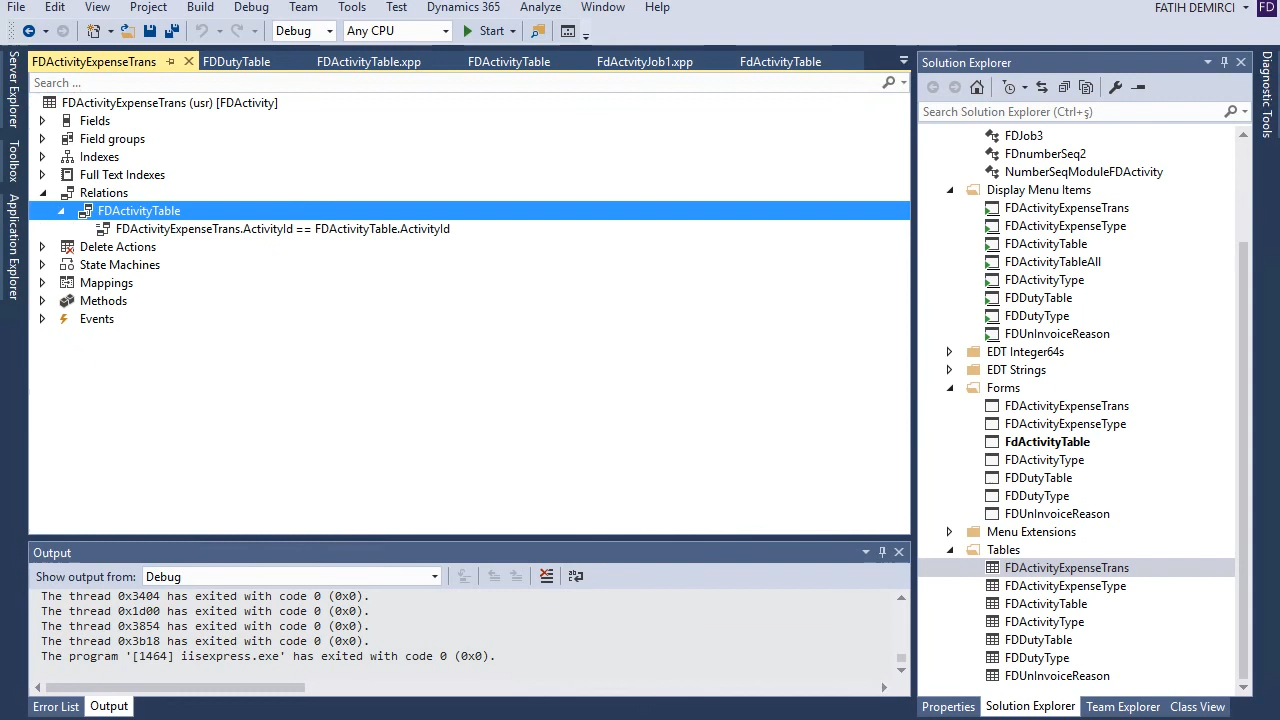 File Edit View Project Build Debug Team Tools Test Dynamics 365 Analyze Window Help FATIH DEMIRCI FD
Debug Any CPU Start
FDActivityExpenseTrans FDDutyTable FDActivityTable.xpp FDActivityTable FdActivityJob1.xpp FdActivityTable
Search ...
FDActivityExpenseTrans (usr) [FDActivity]
Fields
Field groups
Indexes
Full Text Indexes
Relations
FDActivityTable
FDActivityExpenseTrans.ActivityId == FDActivityTable.ActivityId
Delete Actions
State Machines
Mappings
Methods
Events
Server Explorer
Toolbox
Application Explorer
Output
Show output from: Debug
The thread 0x3404 has exited with code 0 (0x0).
The thread 0x1d00 has exited with code 0 (0x0).
The thread 0x3854 has exited with code 0 (0x0).
The thread 0x3b18 has exited with code 0 (0x0).
The program '[1464] iisexpress.exe' has exited with code 0 (0x0).
Error List Output
Solution Explorer
Search Solution Explorer (Ctrl+ş)
FDJob3
FDnumberSeq2
NumberSeqModuleFDActivity
Display Menu Items
FDActivityExpenseTrans
FDActivityExpenseType
FDActivityTable
FDActivityTableAll
FDActivityType
FDDutyTable
FDDutyType
FDUnInvoiceReason
EDT Integer64s
EDT Strings
Forms
FDActivityExpenseTrans
FDActivityExpenseType
FdActivityTable
FDActivityType
FDDutyTable
FDDutyType
FDUnInvoiceReason
Menu Extensions
Tables
FDActivityExpenseTrans
FDActivityExpenseType
FDActivityTable
FDActivityType
FDDutyTable
FDDutyType
FDUnInvoiceReason
Properties Solution Explorer Team Explorer Class View
Diagnostic Tools